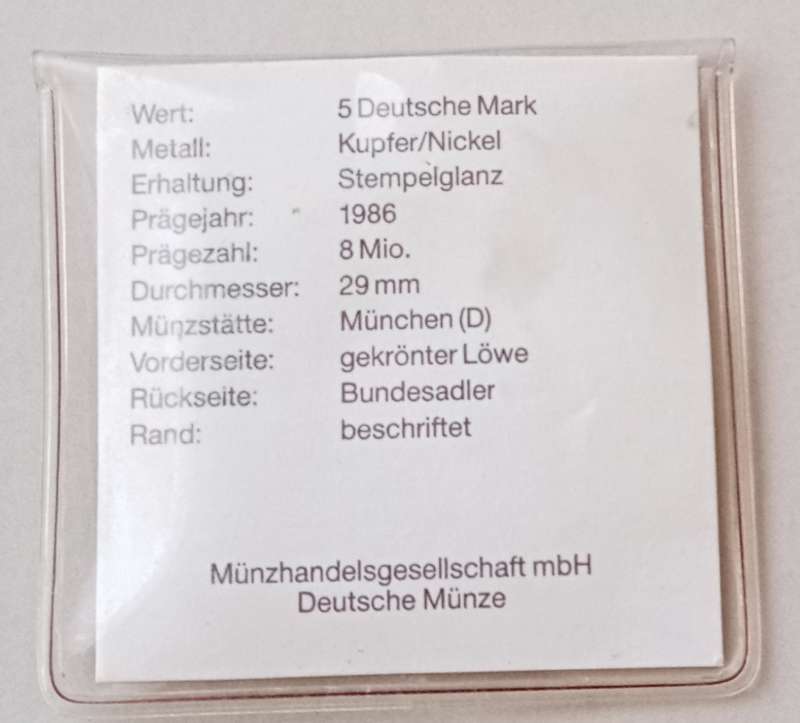 Wert: 5 Deutsche Mark
Metall: Kupfer/Nickel
Erhaltung: Stempelglanz
Prägejahr: 1986
Prägezahl: 8 Mio.
Durchmesser: 29 mm
Münzstätte: München (D)
Vorderseite: gekrönter Löwe
Rückseite: Bundesadler
Rand: beschriftet
Münzhandelsgesellschaft mbH
Deutsche Münze